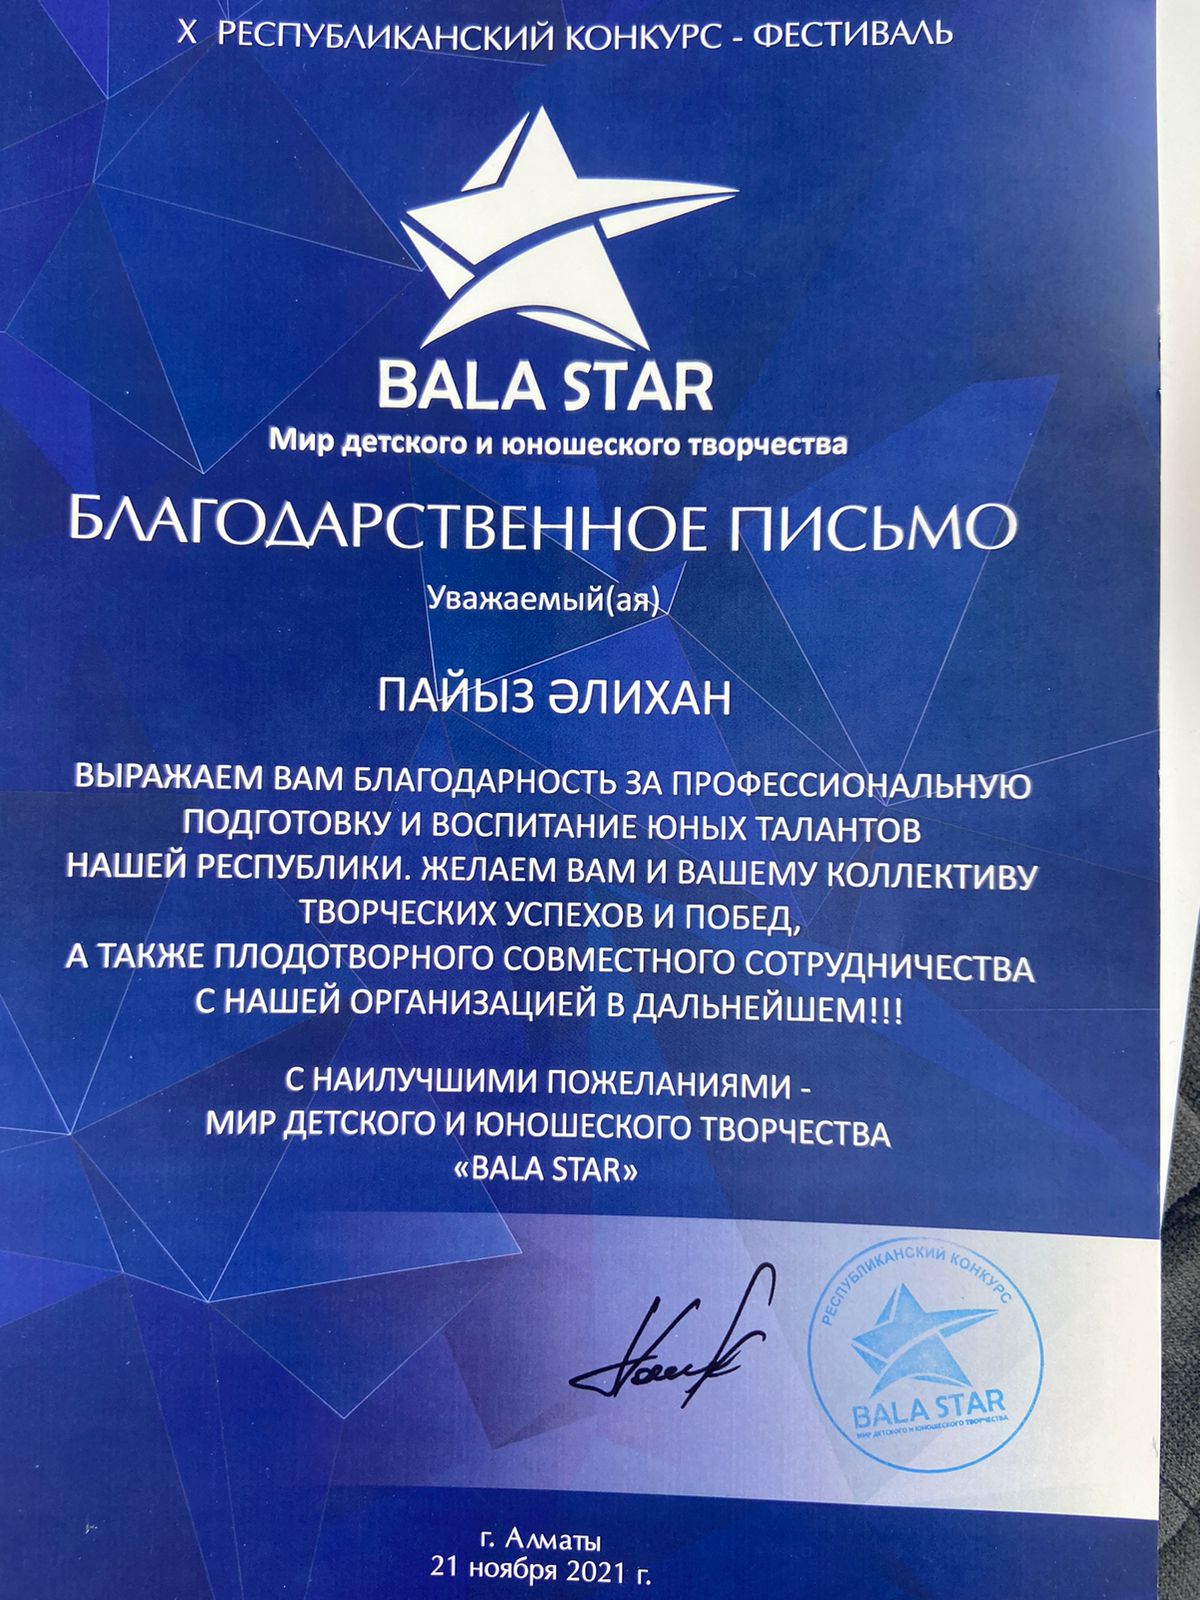 X РЕСПУБЛИКАНСКИЙ КОНКУРС - ФЕСТИВАЛЬ
BALA STAR
Мир детского и юношеского творчества
БЛАГОДАРСТВЕННОЕ ПИСЬМО
Уважаемый(ая)
ПАЙЫЗ ӘЛИХАН
ВЫРАЖАЕМ ВАМ БЛАГОДАРНОСТЬ ЗА ПРОФЕССИОНАЛЬНУЮ
ПОДГОТОВКУ И ВОСПИТАНИЕ ЮНЫХ ТАЛАНТОВ
НАШЕЙ РЕСПУБЛИКИ. ЖЕЛАЕМ ВАМ И ВАШЕМУ КОЛЛЕКТИВУ
ТВОРЧЕСКИХ УСПЕХОВ И ПОБЕД,
А ТАКЖЕ ПЛОДОТВОРНОГО СОВМЕСТНОГО СОТРУДНИЧЕСТВА
С НАШЕЙ ОРГАНИЗАЦИЕЙ В ДАЛЬНЕЙШЕМ!!!
С НАИЛУЧШИМИ ПОЖЕЛАНИЯМИ -
МИР ДЕТСКОГО И ЮНОШЕСКОГО ТВОРЧЕСТВА
«BALA STAR»
РЕСПУБЛИКАНСКИЙ КОНКУРС
BALA STAR
МИР ДЕТСКОГО И ЮНОШЕСКОГО ТВОРЧЕСТВА
г. Алматы
21 ноября 2021 г.